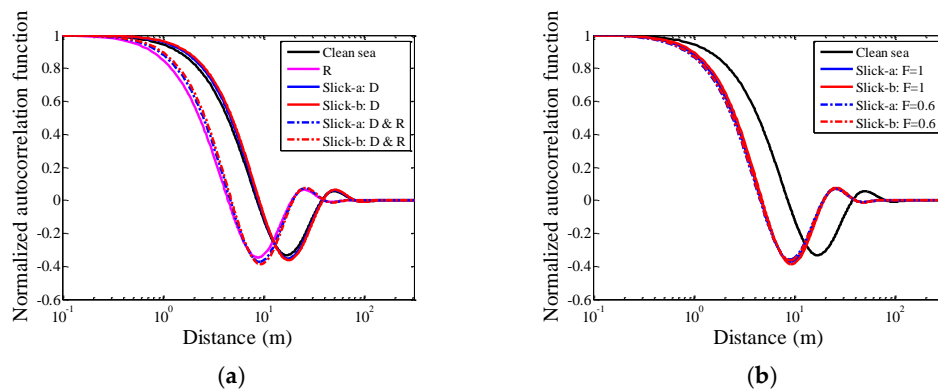 Normalized autocorrelation function
1
0.8
0.6
0.4
0.2
0
-0.2
-0.4
-0.6
10^-1
10^0
10^1
10^2
Distance (m)
Clean sea
R
Slick-a: D
Slick-b: D
Slick-a: D & R
Slick-b: D & R
(a)
Normalized autocorrelation function
1
0.8
0.6
0.4
0.2
0
-0.2
-0.4
-0.6
10^-1
10^0
10^1
10^2
Distance (m)
Clean sea
Slick-a: F=1
Slick-b: F=1
Slick-a: F=0.6
Slick-b: F=0.6
(b)